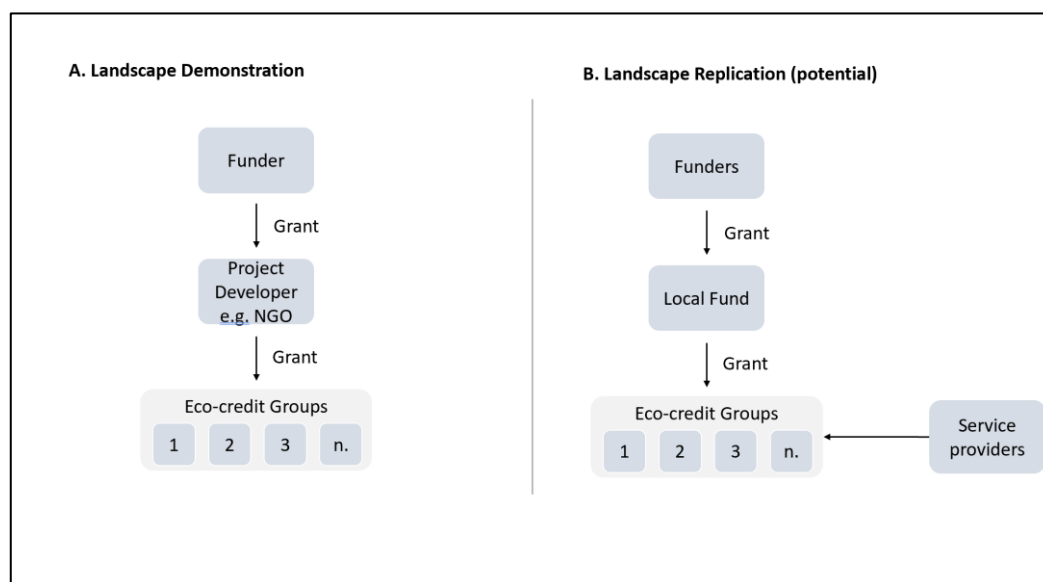 A. Landscape Demonstration
Funder
Grant
Project
Developer
e.g. NGO
Grant
Eco-credit Groups
1 2 3 n.
B. Landscape Replication (potential)
Funders
Grant
Local Fund
Grant
Eco-credit Groups
1 2 3 n.
Service
providers